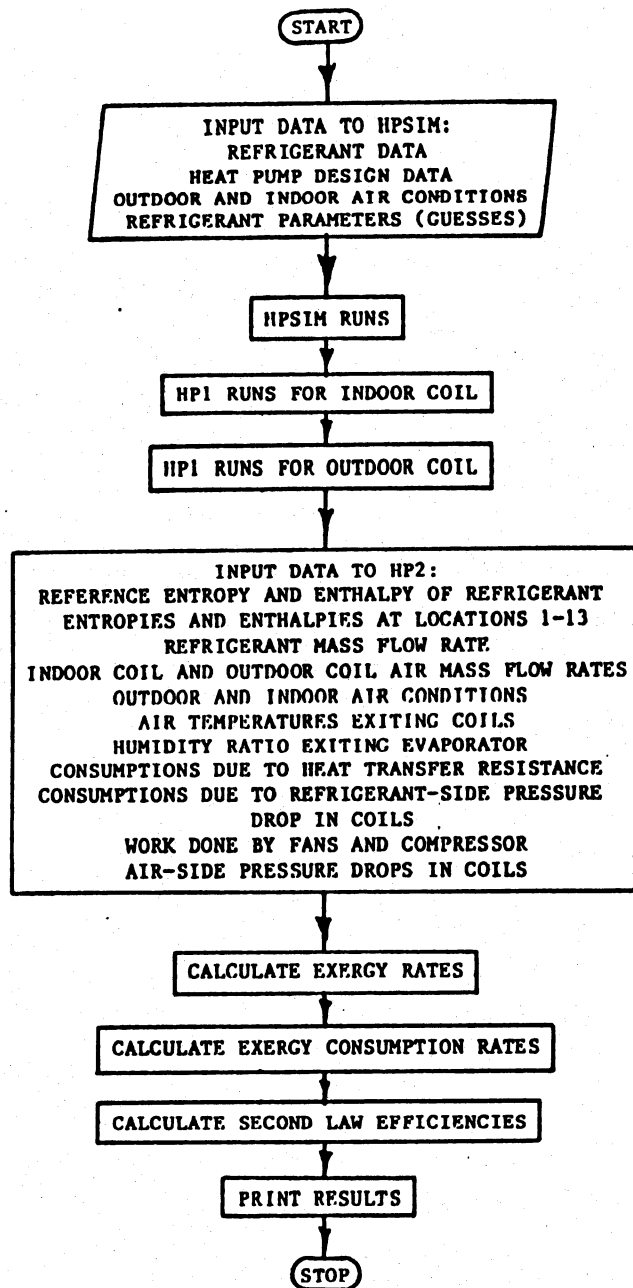 START
INPUT DATA TO HPSIM:
REFRIGERANT DATA
HEAT PUMP DESIGN DATA
OUTDOOR AND INDOOR AIR CONDITIONS
REFRIGERANT PARAMETERS (GUESSES)
HPSIM RUNS
HP1 RUNS FOR INDOOR COIL
HP1 RUNS FOR OUTDOOR COIL
INPUT DATA TO HP2:
REFERENCE ENTROPY AND ENTHALPY OF REFRIGERANT
ENTROPIES AND ENTHALPIES AT LOCATIONS 1-13
REFRIGERANT MASS FLOW RATE
INDOOR COIL AND OUTDOOR COIL AIR MASS FLOW RATES
OUTDOOR AND INDOOR AIR CONDITIONS
AIR TEMPERATURES EXITING COILS
HUMIDITY RATIO EXITING EVAPORATOR
CONSUMPTIONS DUE TO HEAT TRANSFER RESISTANCE
CONSUMPTIONS DUE TO REFRIGERANT-SIDE PRESSURE
DROP IN COILS
WORK DONE BY FANS AND COMPRESSOR
AIR-SIDE PRESSURE DROPS IN COILS
CALCULATE EXERGY RATES
CALCULATE EXERGY CONSUMPTION RATES
CALCULATE SECOND LAW EFFICIENCIES
PRINT RESULTS
STOP